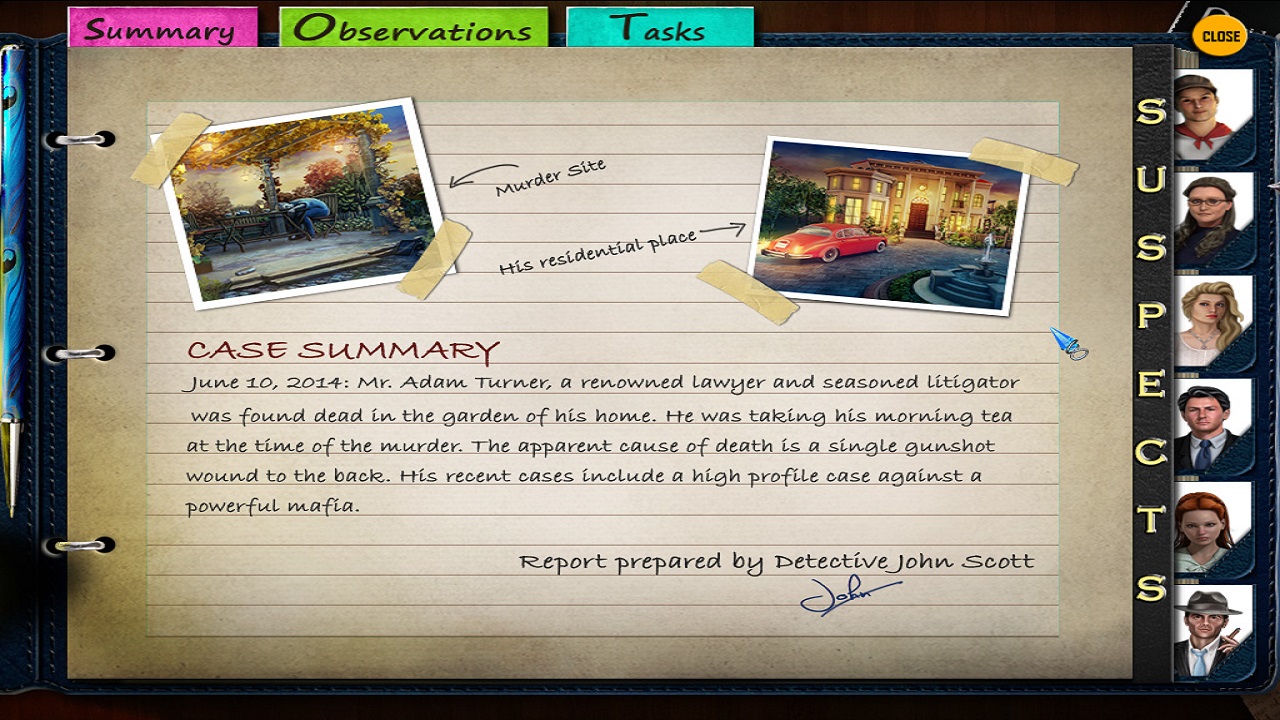 Summary
Observations
Tasks
CLOSE
Murder Site
His residential place
CASE SUMMARY
June 10, 2014: Mr. Adam Turner, a renowned lawyer and seasoned litigator
was found dead in the garden of his home. He was taking his morning tea
at the time of the murder. The apparent cause of death is a single gunshot
wound to the back. His recent cases include a high profile case against a
powerful mafia.
Report prepared by Detective John Scott
John
SUSPECTS